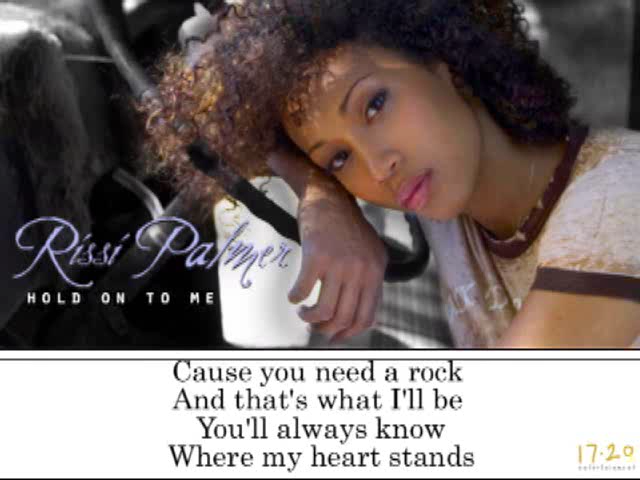 Rissi Palmer
HOLD ON TO ME
Cause you need a rock
And that's what I'll be
You'll always know
Where my heart stands
17·20
entertainment